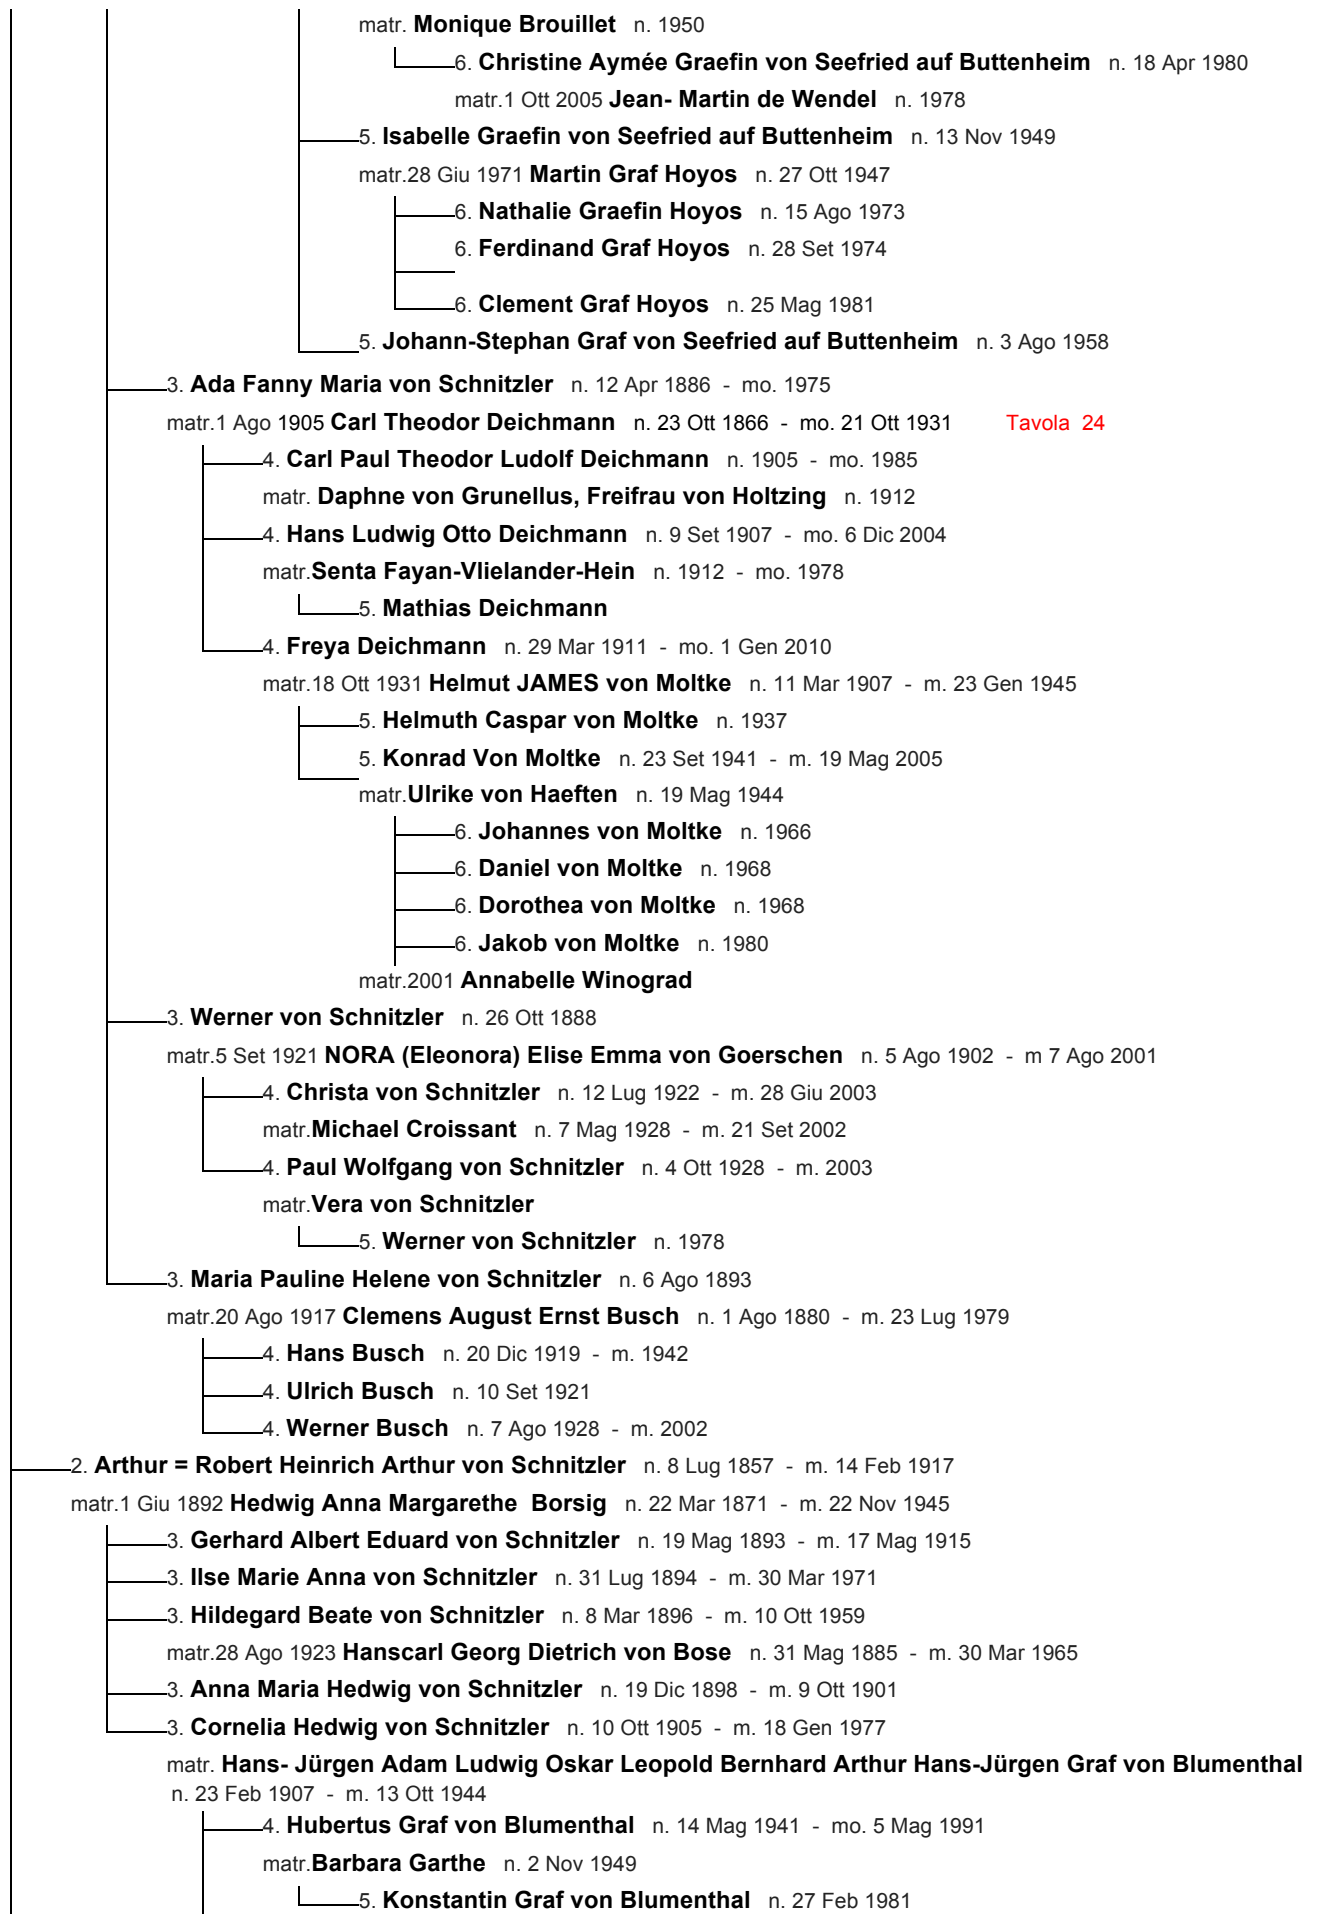 matr. Monique Brouillet n. 1950
6. Christine Aymée Graefin von Seefried auf Buttenheim n. 18 Apr 1980
matr.1 Ott 2005 Jean- Martin de Wendel n. 1978
5. Isabelle Graefin von Seefried auf Buttenheim n. 13 Nov 1949
matr.28 Giu 1971 Martin Graf Hoyos n. 27 Ott 1947
6. Nathalie Graefin Hoyos n. 15 Ago 1973
6. Ferdinand Graf Hoyos n. 28 Set 1974
6. Clement Graf Hoyos n. 25 Mag 1981
5. Johann-Stephan Graf von Seefried auf Buttenheim n. 3 Ago 1958
3. Ada Fanny Maria von Schnitzler n. 12 Apr 1886 - mo. 1975
matr.1 Ago 1905 Carl Theodor Deichmann n. 23 Ott 1866 - mo. 21 Ott 1931 Tavola 24
4. Carl Paul Theodor Ludolf Deichmann n. 1905 - mo. 1985
matr. Daphne von Grunellus, Freifrau von Holtzing n. 1912
4. Hans Ludwig Otto Deichmann n. 9 Set 1907 - mo. 6 Dic 2004
matr.Senta Fayan-Vlielander-Hein n. 1912 - mo. 1978
5. Mathias Deichmann
4. Freya Deichmann n. 29 Mar 1911 - mo. 1 Gen 2010
matr.18 Ott 1931 Helmut JAMES von Moltke n. 11 Mar 1907 - m. 23 Gen 1945
5. Helmuth Caspar von Moltke n. 1937
5. Konrad Von Moltke n. 23 Set 1941 - m. 19 Mag 2005
matr.Ulrike von Haeften n. 19 Mag 1944
6. Johannes von Moltke n. 1966
6. Daniel von Moltke n. 1968
6. Dorothea von Moltke n. 1968
6. Jakob von Moltke n. 1980
matr.2001 Annabelle Winograd
3. Werner von Schnitzler n. 26 Ott 1888
matr.5 Set 1921 NORA (Eleonora) Elise Emma von Goerschen n. 5 Ago 1902 - m 7 Ago 2001
4. Christa von Schnitzler n. 12 Lug 1922 - m. 28 Giu 2003
matr.Michael Croissant n. 7 Mag 1928 - m. 21 Set 2002
4. Paul Wolfgang von Schnitzler n. 4 Ott 1928 - m. 2003
matr.Vera von Schnitzler
5. Werner von Schnitzler n. 1978
3. Maria Pauline Helene von Schnitzler n. 6 Ago 1893
matr.20 Ago 1917 Clemens August Ernst Busch n. 1 Ago 1880 - m. 23 Lug 1979
4. Hans Busch n. 20 Dic 1919 - m. 1942
4. Ulrich Busch n. 10 Set 1921
4. Werner Busch n. 7 Ago 1928 - m. 2002
2. Arthur = Robert Heinrich Arthur von Schnitzler n. 8 Lug 1857 - m. 14 Feb 1917
matr.1 Giu 1892 Hedwig Anna Margarethe Borsig n. 22 Mar 1871 - m. 22 Nov 1945
3. Gerhard Albert Eduard von Schnitzler n. 19 Mag 1893 - m. 17 Mag 1915
3. Ilse Marie Anna von Schnitzler n. 31 Lug 1894 - m. 30 Mar 1971
3. Hildegard Beate von Schnitzler n. 8 Mar 1896 - m. 10 Ott 1959
matr.28 Ago 1923 Hanscarl Georg Dietrich von Bose n. 31 Mag 1885 - m. 30 Mar 1965
3. Anna Maria Hedwig von Schnitzler n. 19 Dic 1898 - m. 9 Ott 1901
3. Cornelia Hedwig von Schnitzler n. 10 Ott 1905 - m. 18 Gen 1977
matr. Hans- Jürgen Adam Ludwig Oskar Leopold Bernhard Arthur Hans-Jürgen Graf von Blumenthal
n. 23 Feb 1907 - m. 13 Ott 1944
4. Hubertus Graf von Blumenthal n. 14 Mag 1941 - mo. 5 Mag 1991
matr.Barbara Garthe n. 2 Nov 1949
5. Konstantin Graf von Blumenthal n. 27 Feb 1981